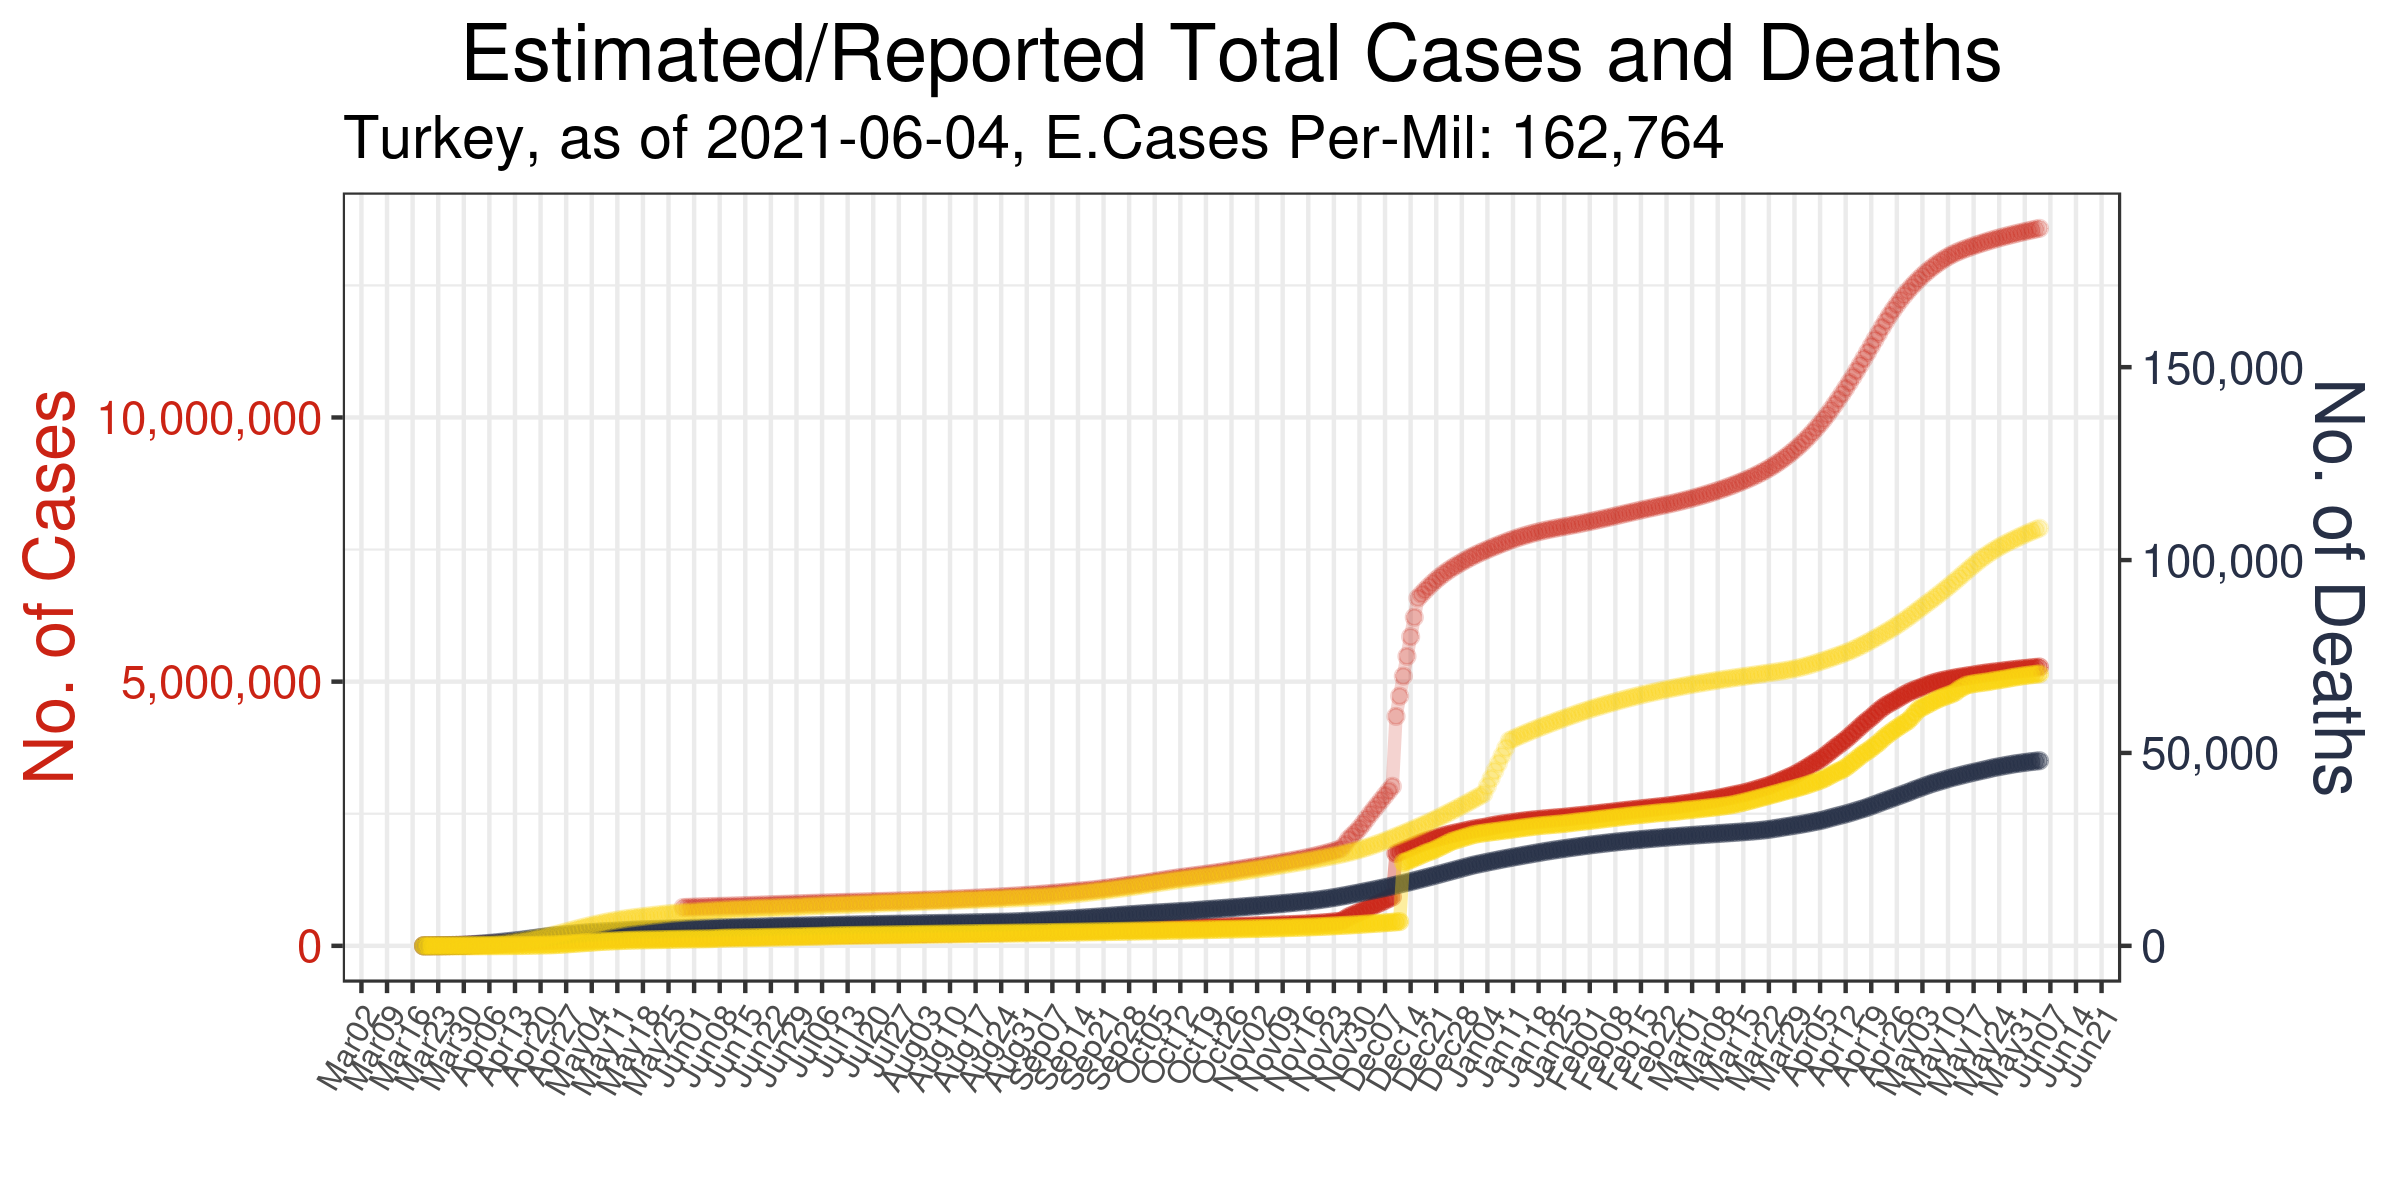 Estimated/Reported Total Cases and Deaths
Turkey, as of 2021-06-04, E.Cases Per-Mil: 162,764
No. of Cases
10,000,000
5,000,000
0
150,000
100,000
50,000
0
No. of Deaths
Mar02
Mar09
Mar16
Mar23
Mar30
Apr06
Apr13
Apr20
Apr27
May04
May11
May18
May25
Jun01
Jun08
Jun15
Jun22
Jun29
Jul06
Jul13
Jul20
Jul27
Aug03
Aug10
Aug17
Aug24
Aug31
Sep07
Sep14
Sep21
Sep28
Oct05
Oct12
Oct19
Oct26
Nov02
Nov09
Nov16
Nov23
Nov30
Dec07
Dec14
Dec21
Dec28
Jan04
Jan11
Jan18
Jan25
Feb01
Feb08
Feb15
Feb22
Mar01
Mar08
Mar15
Mar22
Mar29
Apr05
Apr12
Apr19
Apr26
May03
May10
May17
May24
May31
Jun07
Jun14
Jun21